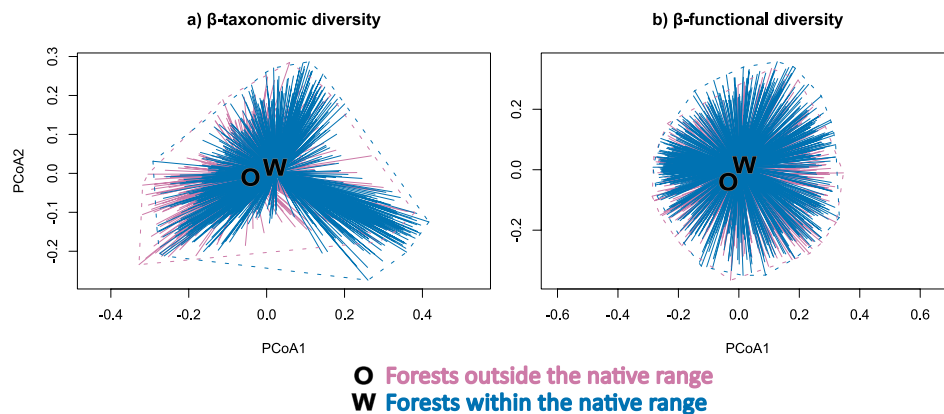 a) β-taxonomic diversity
b) β-functional diversity
PCoA2
0.3
0.2
0.1
0.0
-0.1
-0.2
O
W
-0.4
-0.2
0.0
0.2
0.4
PCoA1
0.2
0.0
-0.2
W
O
-0.6
-0.4
-0.2
0.0
0.2
0.4
0.6
PCoA1
O Forests outside the native range
W Forests within the native range